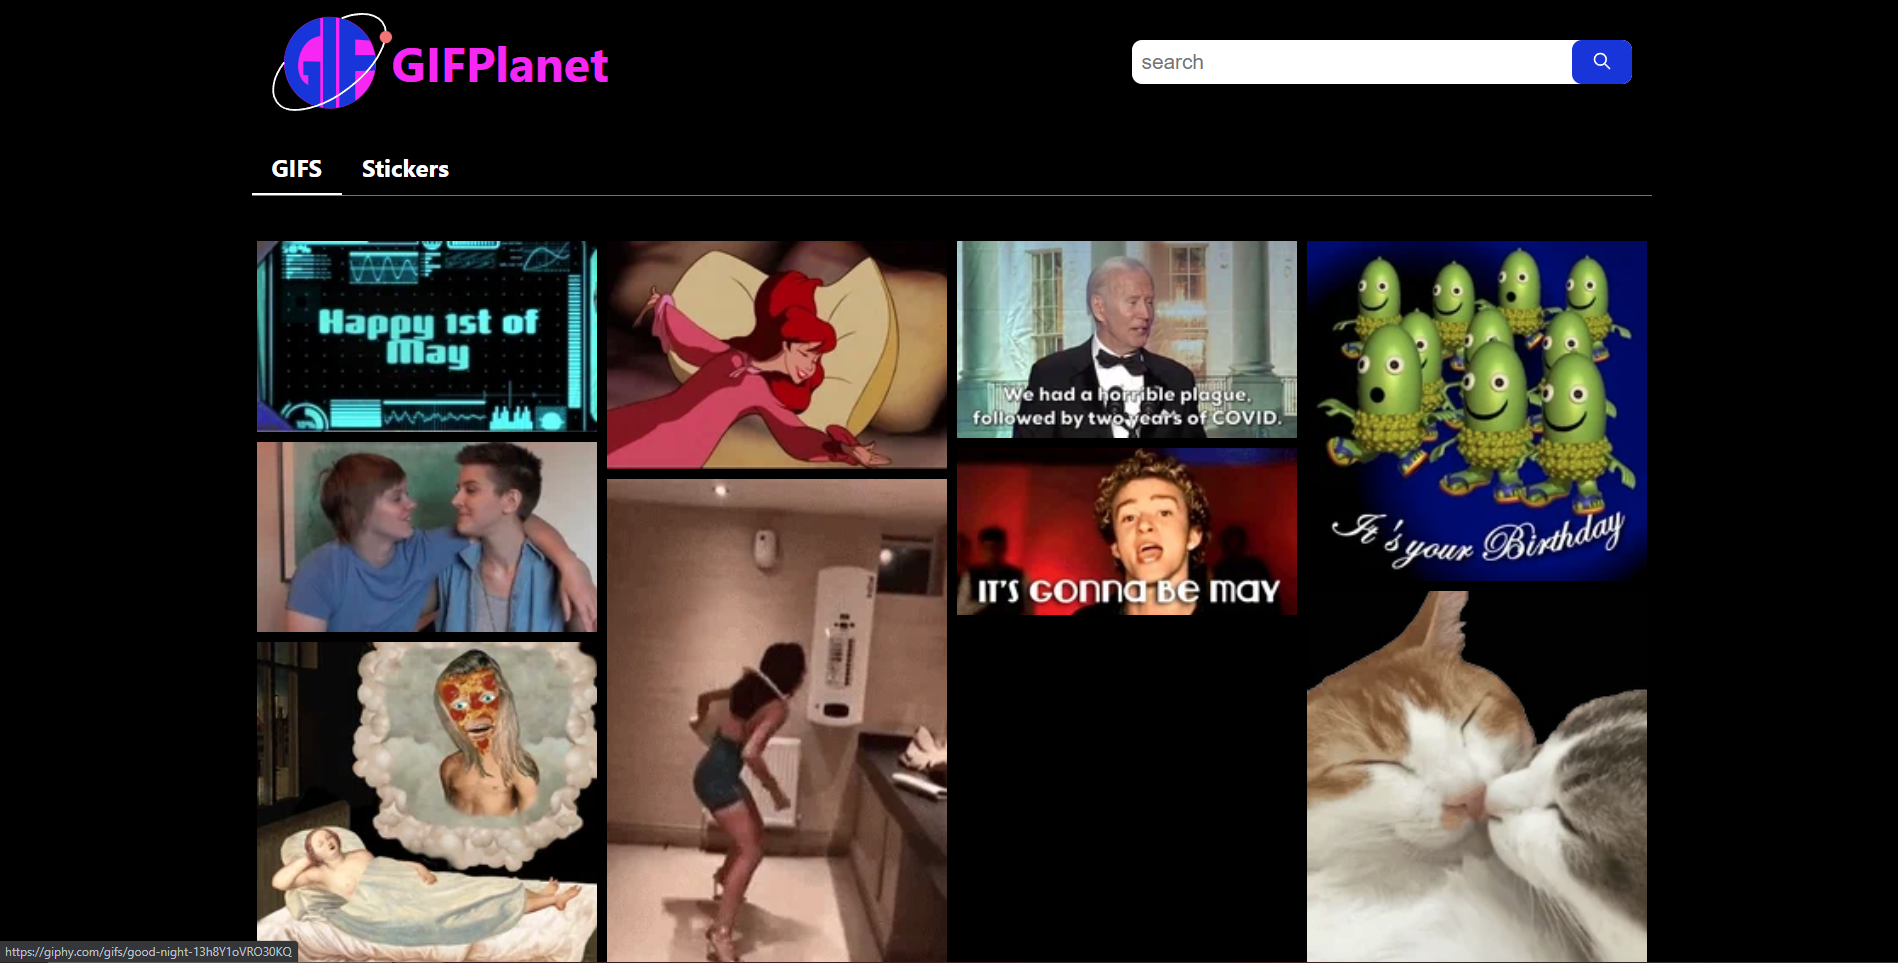 GIF
GIFPlanet
search
GIFS
Stickers
Happy 1st of
May
We had a horrible plague,
followed by two years of COVID.
It's your Birthday
IT'S GONNA BE MAY
https://giphy.com/gifs/good-night-13h8Y1oVRO30KQ